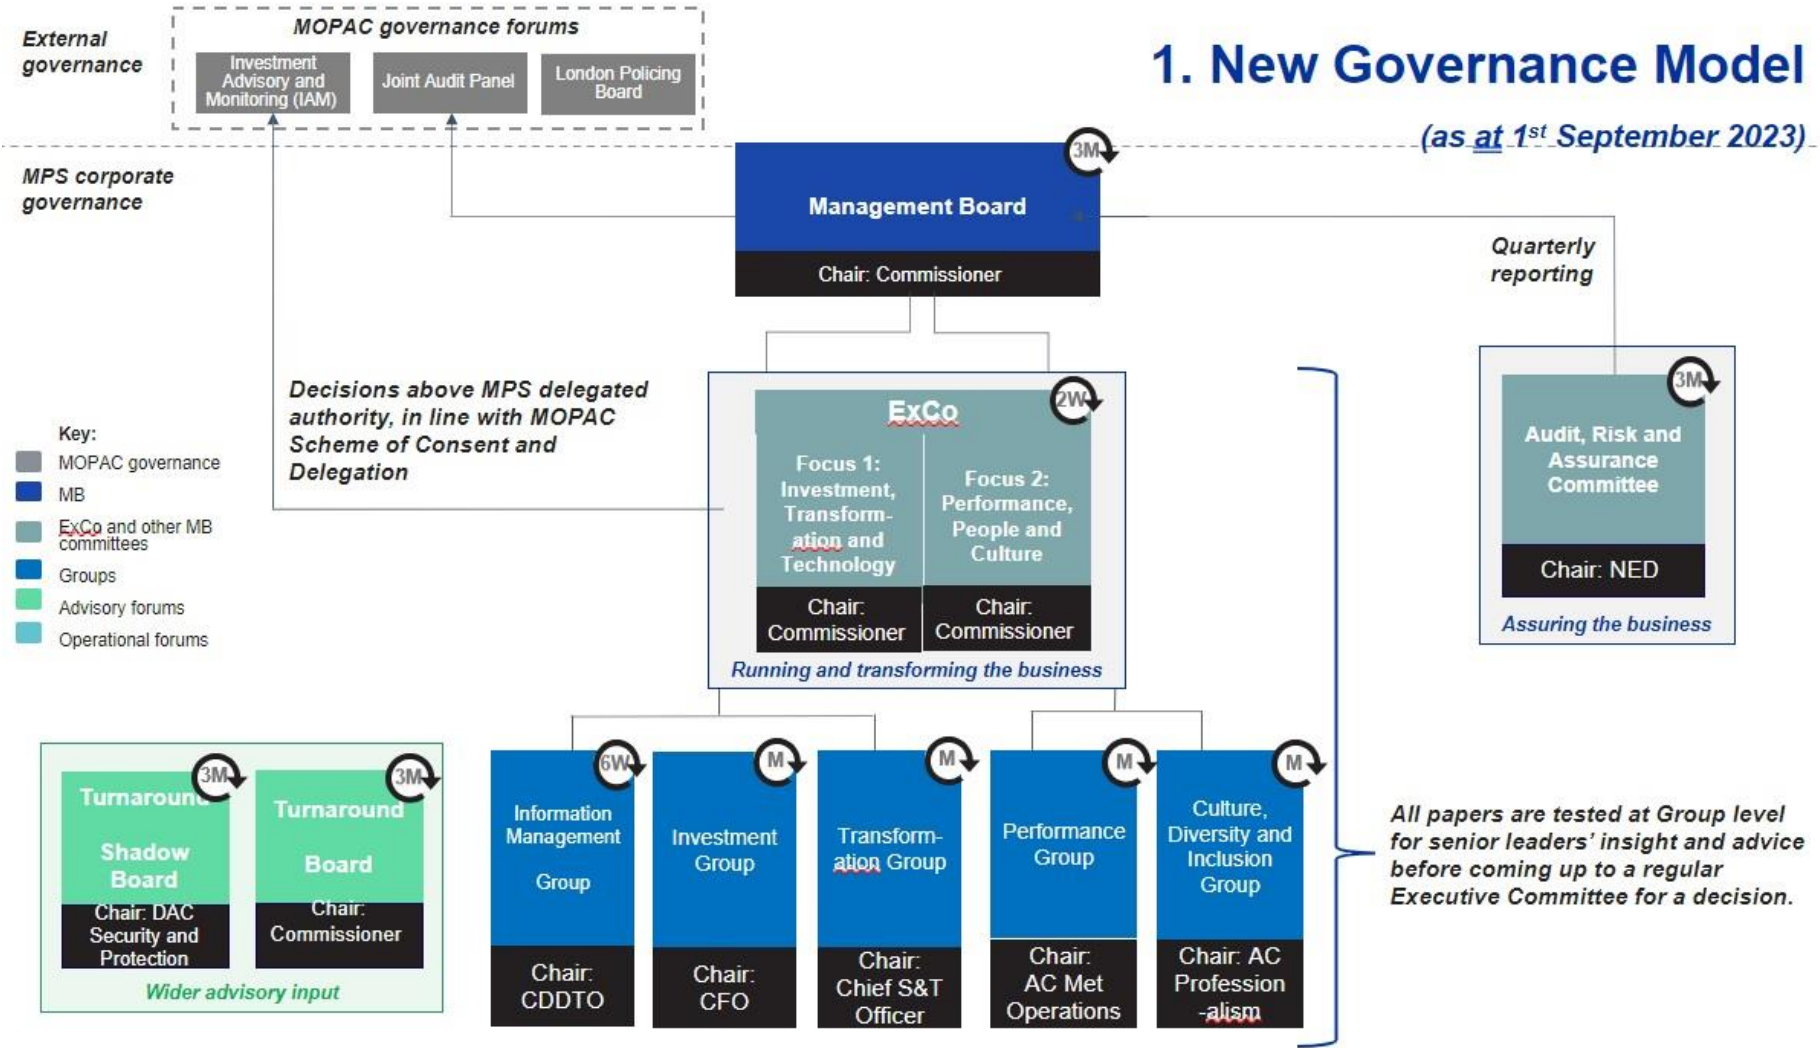 External
governance
MOPAC governance forums
Investment
Advisory and
Monitoring (IAM)
Joint Audit Panel
London Policing
Board
1. New Governance Model
(as at 1st September 2023)
MPS corporate
governance
3M
Management Board
Chair: Commissioner
Quarterly
reporting
Decisions above MPS delegated
authority, in line with MOPAC
Scheme of Consent and
Delegation
Key:
MOPAC governance
MB
ExCo and other MB
committees
Groups
Advisory forums
Operational forums
2W
ExCo
Focus 1:
Investment,
Transform-
ation and
Technology
Chair:
Commissioner
Focus 2:
Performance,
People and
Culture
Chair:
Commissioner
Running and transforming the business
3M
Audit, Risk and
Assurance
Committee
Chair: NED
Assuring the business
3M
Turnaround
Shadow
Board
Chair: DAC
Security and
Protection
3M
Turnaround
Board
Chair:
Commissioner
Wider advisory input
6W
Information
Management
Group
Chair:
CDDTO
M
Investment
Group
Chair:
CFO
M
Transform-
ation Group
Chair:
Chief S&T
Officer
M
Performance
Group
Chair:
AC Met
Operations
M
Culture,
Diversity and
Inclusion
Group
Chair: AC
Profession
-alism
All papers are tested at Group level
for senior leaders’ insight and advice
before coming up to a regular
Executive Committee for a decision.